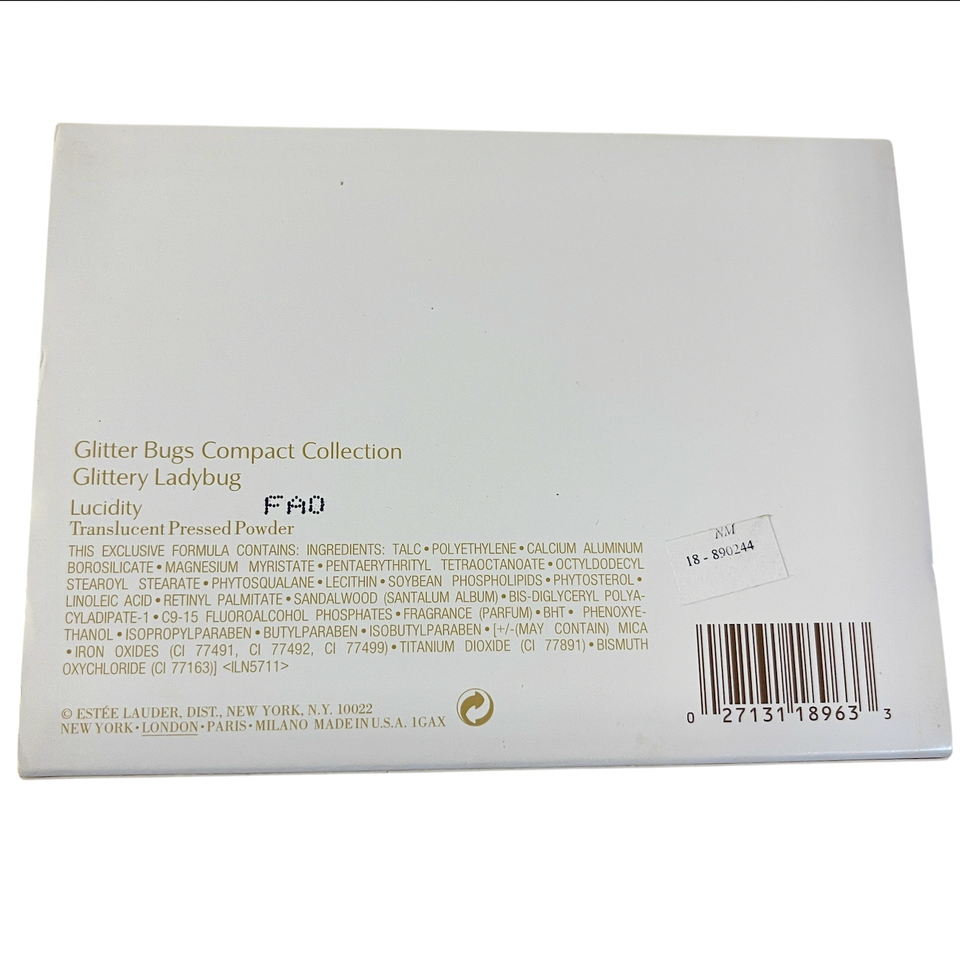 Glitter Bugs Compact Collection
Glittery Ladybug
Lucidity FA0
Translucent Pressed Powder
THIS EXCLUSIVE FORMULA CONTAINS: INGREDIENTS: TALC • POLYETHYLENE • CALCIUM ALUMINUM
BOROSILICATE • MAGNESIUM MYRISTATE • PENTAERYTHRITYL TETRAOCTANOATE • OCTYLDODECYL
STEAROYL STEARATE • PHYTOSQUALANE • LECITHIN • SOYBEAN PHOSPHOLIPIDS • PHYTOSTEROL •
LINOLEIC ACID • RETINYL PALMITATE • SANDALWOOD (SANTALUM ALBUM) • BIS-DIGLYCERYL POLYA-
CYLADIPATE-1 • C9-15 FLUOROALCOHOL PHOSPHATES • FRAGRANCE (PARFUM) • BHT • PHENOXYE-
THANOL • ISOPROPYLPARABEN • BUTYLPARABEN • ISOBUTYLPARABEN • [+/-(MAY CONTAIN) MICA
• IRON OXIDES (CI 77491, CI 77492, CI 77499) • TITANIUM DIOXIDE (CI 77891) • BISMUTH
OXYCHLORIDE (CI 77163)] <ILN5711>
© ESTÉE LAUDER, DIST., NEW YORK, N.Y. 10022
NEW YORK • LONDON • PARIS • MILANO MADE IN U.S.A. 1GAX
NM
18 - 890244
0 27131 18963 3